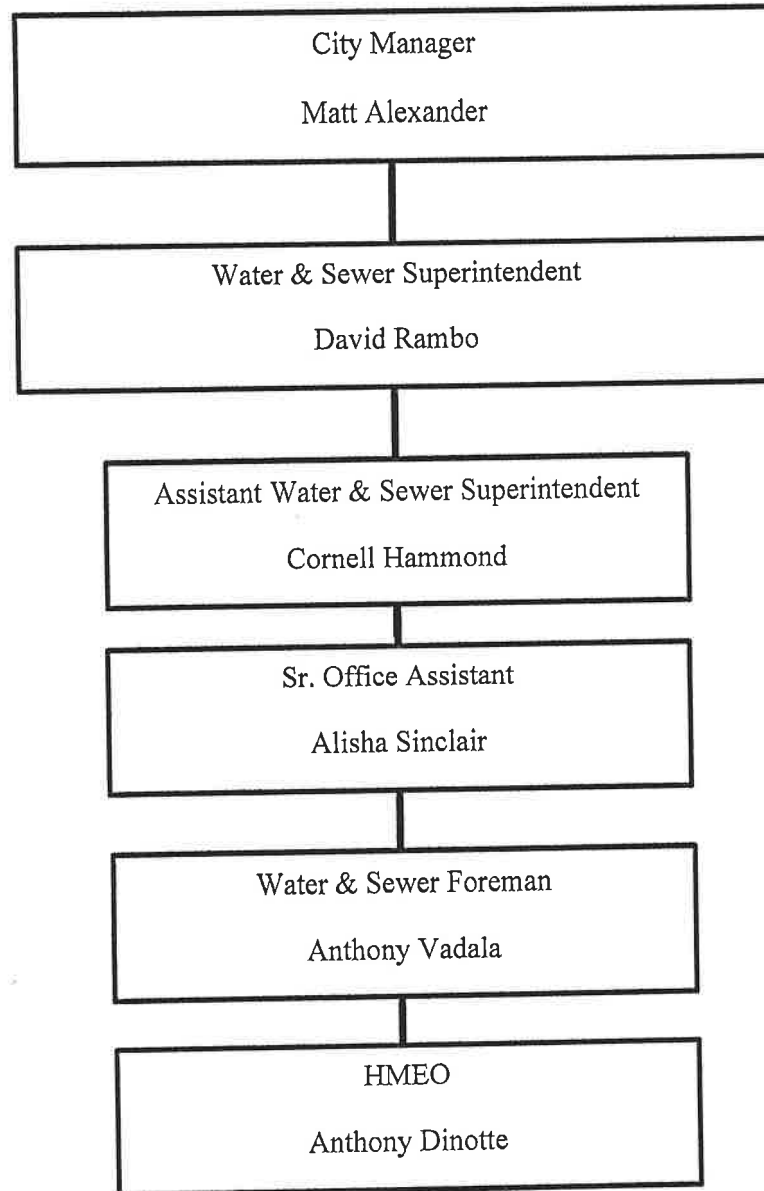 City Manager
Matt Alexander
Water & Sewer Superintendent
David Rambo
Assistant Water & Sewer Superintendent
Cornell Hammond
Sr. Office Assistant
Alisha Sinclair
Water & Sewer Foreman
Anthony Vadala
HMEO
Anthony Dinotte